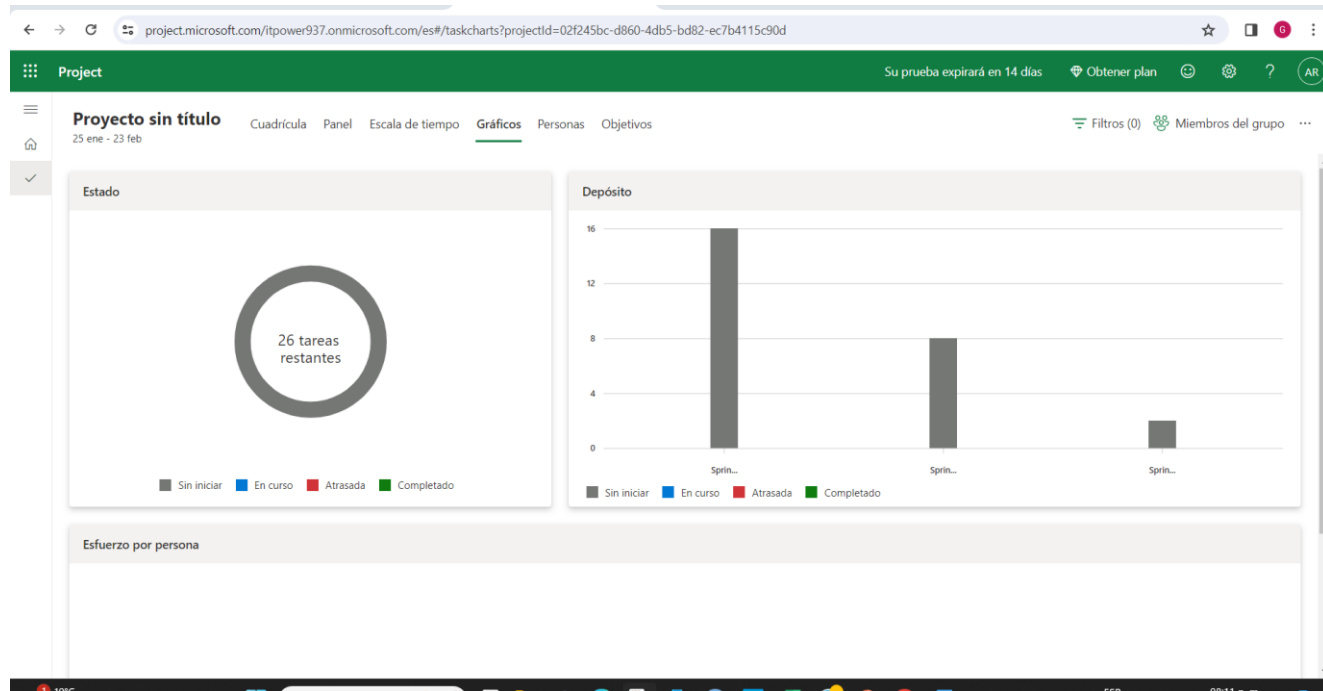 project.microsoft.com/itpower937.onmicrosoft.com/es#/taskcharts?projectId=02f245bc-d860-4db5-bd82-ec7b4115c90d
G
Project
Su prueba expirará en 14 días
Obtener plan
?
AR
Proyecto sin título
25 ene - 23 feb
Cuadrícula Panel Escala de tiempo Gráficos Personas Objetivos
Filtros (0)
Miembros del grupo
Estado
26 tareas
restantes
Sin iniciar En curso Atrasada Completado
Depósito
16
12
8
4
0
Sprin... Sprin... Sprin...
Sin iniciar En curso Atrasada Completado
Esfuerzo por persona